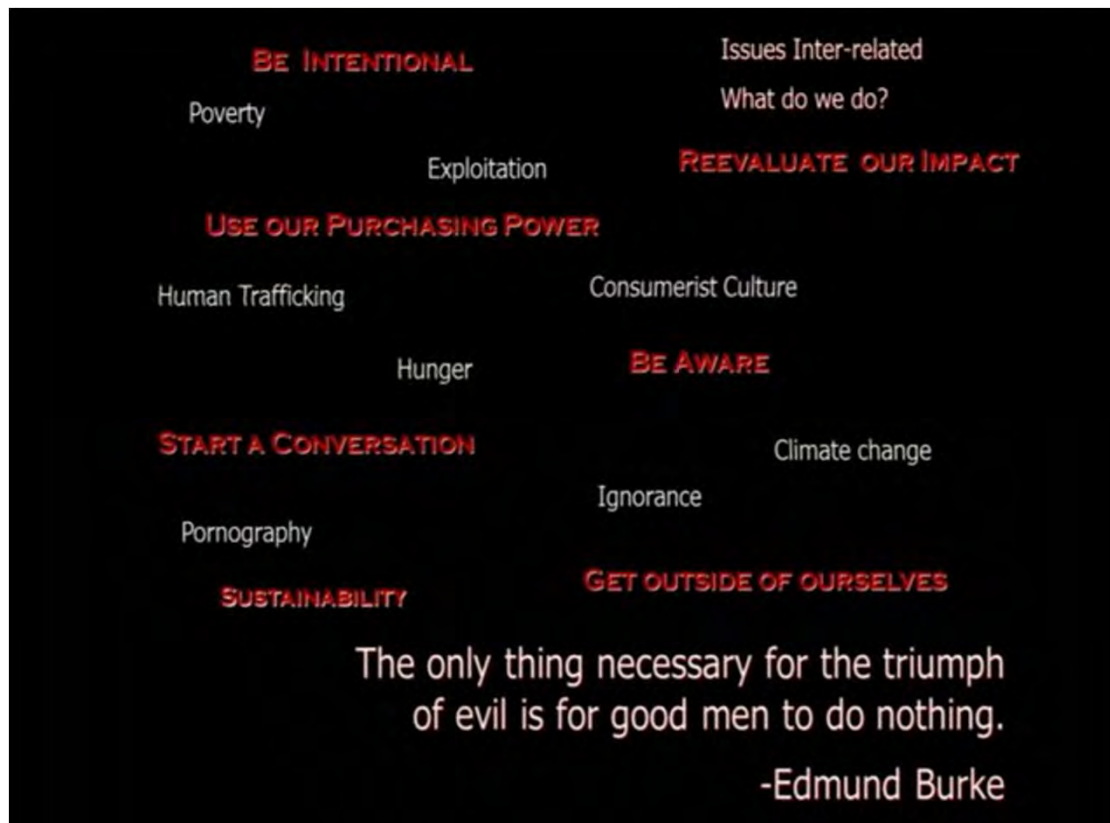 BE INTENTIONAL
Issues Inter-related
Poverty
What do we do?
Exploitation
REEVALUATE OUR IMPACT
USE OUR PURCHASING POWER
Human Trafficking
Consumerist Culture
Hunger
BE AWARE
START A CONVERSATION
Climate change
Ignorance
Pornography
SUSTAINABILITY
GET OUTSIDE OF OURSELVES
The only thing necessary for the triumph
of evil is for good men to do nothing.
-Edmund Burke